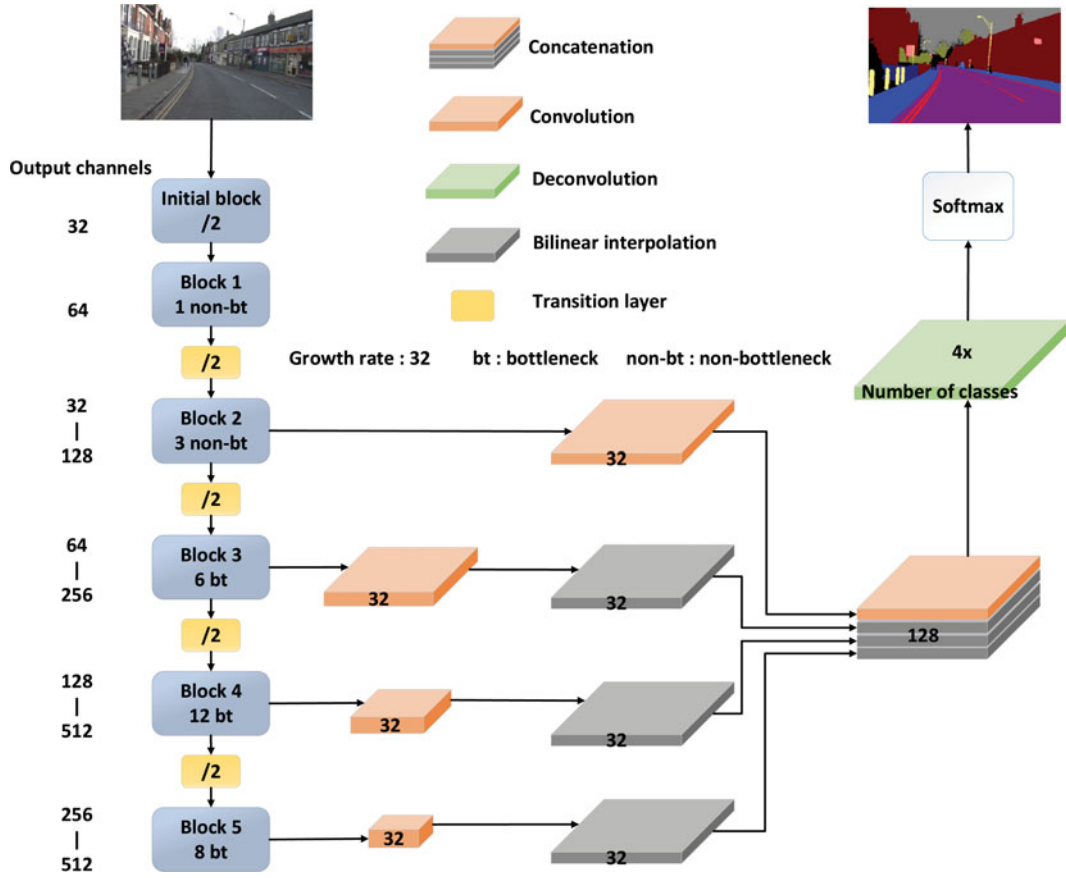 Concatenation
Convolution
Deconvolution
Bilinear interpolation
Transition layer
Growth rate : 32 bt : bottleneck non-bt : non-bottleneck
Output channels
32
Initial block
/2
64
Block 1
1 non-bt
/2
32
|
128
Block 2
3 non-bt
32
/2
64
|
256
Block 3
6 bt
32
32
/2
128
|
512
Block 4
12 bt
32
32
/2
256
|
512
Block 5
8 bt
32
32
128
4x
Number of classes
Softmax